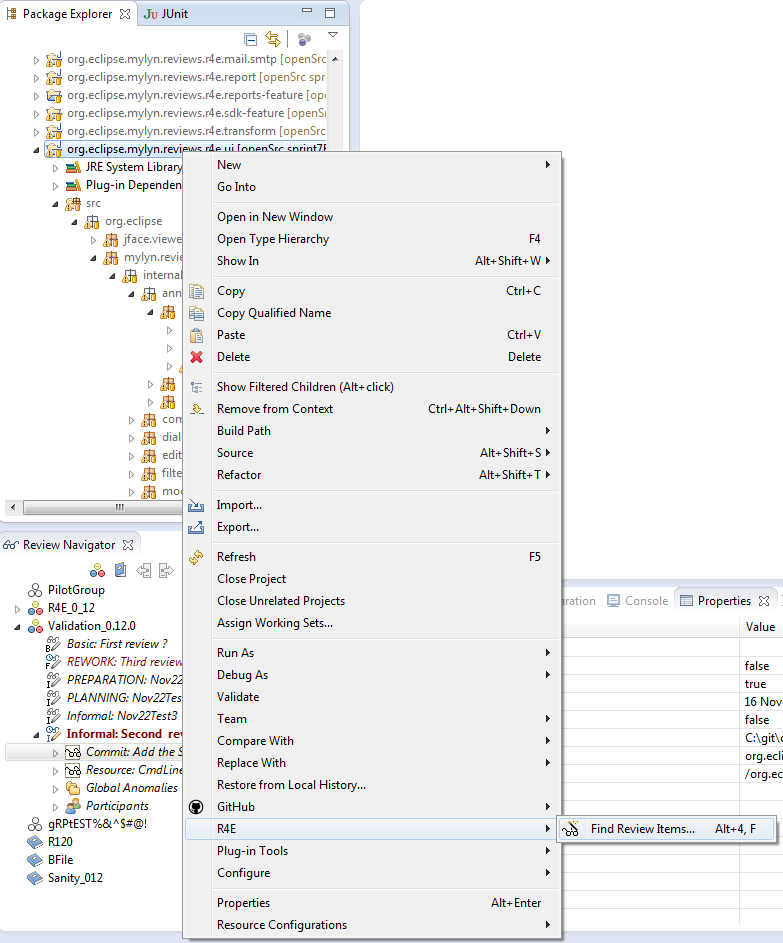 Package Explorer
JUnit
org.eclipse.mylyn.reviews.r4e.mail.smtp [openSrc
org.eclipse.mylyn.reviews.r4e.report [openSrc spr
org.eclipse.mylyn.reviews.r4e.reports-feature [ope
org.eclipse.mylyn.reviews.r4e.sdk-feature [openSr
org.eclipse.mylyn.reviews.r4e.transform [openSrc
org.eclipse.mylyn.reviews.r4e.ui [openSrc sprint7F
JRE System Library
Plug-in Dependen
src
org.eclipse
jface.viewe
mylyn.revie
internal
ann
com
dial
edit
filte
mod
New
Go Into
Open in New Window
Open Type Hierarchy F4
Show In Alt+Shift+W
Copy Ctrl+C
Copy Qualified Name
Paste Ctrl+V
Delete Delete
Show Filtered Children (Alt+click)
Remove from Context Ctrl+Alt+Shift+Down
Build Path
Source Alt+Shift+S
Refactor Alt+Shift+T
Import...
Export...
Refresh F5
Close Project
Close Unrelated Projects
Assign Working Sets...
Run As
Debug As
Validate
Team
Compare With
Replace With
Restore from Local History...
GitHub
R4E
Find Review Items... Alt+4, F
Plug-in Tools
Configure
Properties Alt+Enter
Resource Configurations
Review Navigator
PilotGroup
R4E_0_12
Validation_0.12.0
Basic: First review ?
REWORK: Third review
PREPARATION: Nov22
PLANNING: Nov22Tes
Informal: Nov22Test3
Informal: Second rev
Commit: Add the S
Resource: CmdLine
Global Anomalies
Participants
gRPtEST%&^$#@!
R120
BFile
Sanity_012
aration
Console
Properties
Value
false
true
16 Nov
false
C:\git\o
org.ecli
/org.ec